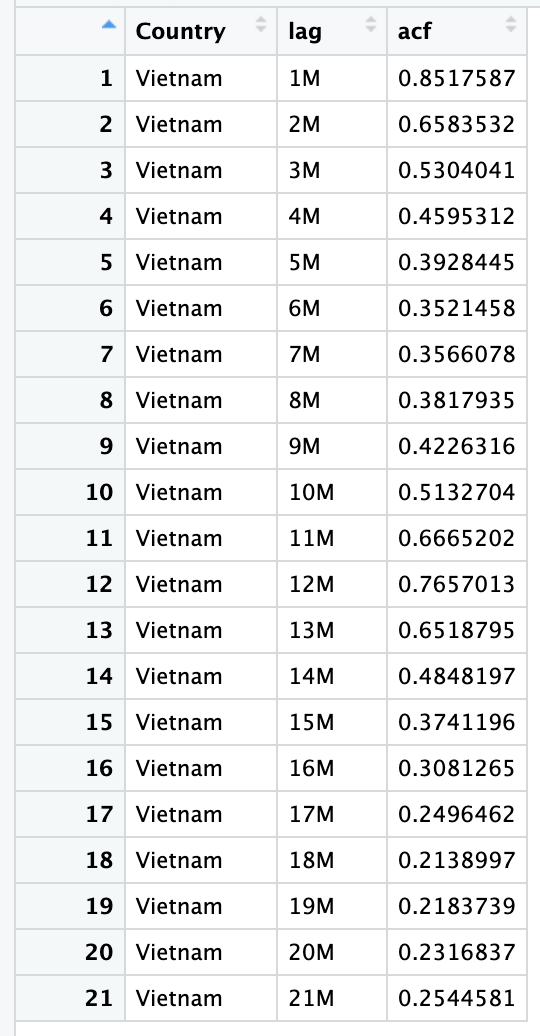 Country lag acf
1 Vietnam 1M 0.8517587
2 Vietnam 2M 0.6583532
3 Vietnam 3M 0.5304041
4 Vietnam 4M 0.4595312
5 Vietnam 5M 0.3928445
6 Vietnam 6M 0.3521458
7 Vietnam 7M 0.3566078
8 Vietnam 8M 0.3817935
9 Vietnam 9M 0.4226316
10 Vietnam 10M 0.5132704
11 Vietnam 11M 0.6665202
12 Vietnam 12M 0.7657013
13 Vietnam 13M 0.6518795
14 Vietnam 14M 0.4848197
15 Vietnam 15M 0.3741196
16 Vietnam 16M 0.3081265
17 Vietnam 17M 0.2496462
18 Vietnam 18M 0.2138997
19 Vietnam 19M 0.2183739
20 Vietnam 20M 0.2316837
21 Vietnam 21M 0.2544581